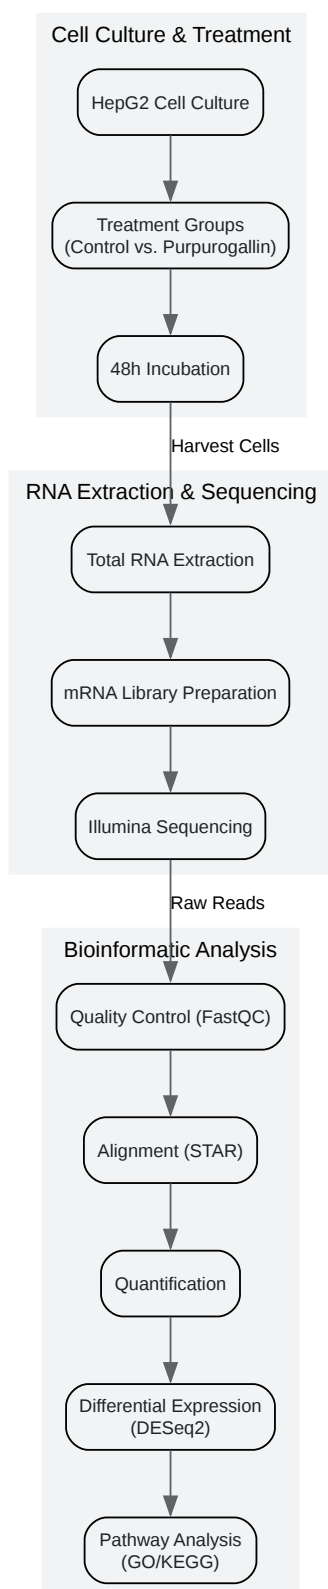 Cell Culture & Treatment
HepG2 Cell Culture
Treatment Groups
(Control vs. Purpurogallin)
48h Incubation
Harvest Cells
RNA Extraction & Sequencing
Total RNA Extraction
mRNA Library Preparation
Illumina Sequencing
Raw Reads
Bioinformatic Analysis
Quality Control (FastQC)
Alignment (STAR)
Quantification
Differential Expression
(DESeq2)
Pathway Analysis
(GO/KEGG)